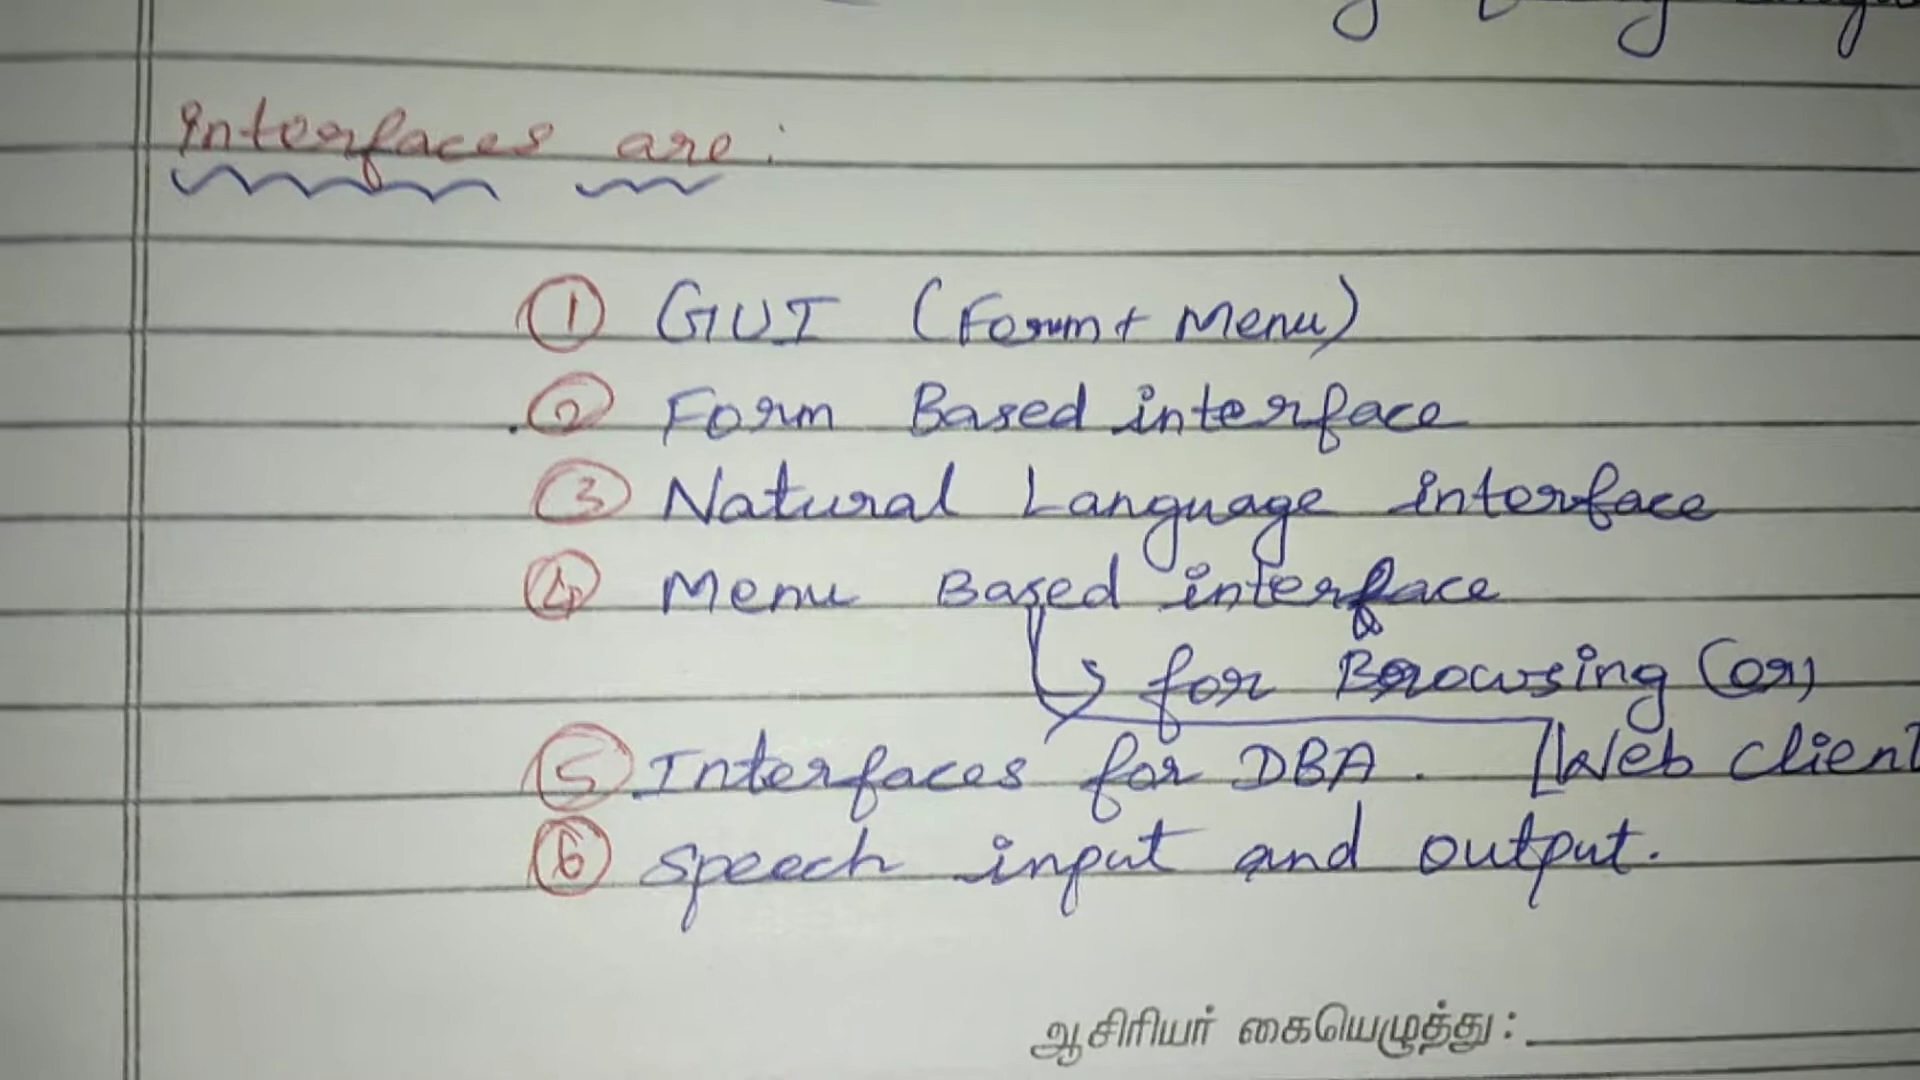 Interfaces are:
① GUI (Form + Menu)
② Form Based interface
③ Natural Language interface
④ Menu Based interface
for Browsing (or)
⑤ Interfaces for DBA. [Web client
⑥ speech input and output.
ஆசிரியர் கையெழுத்து: